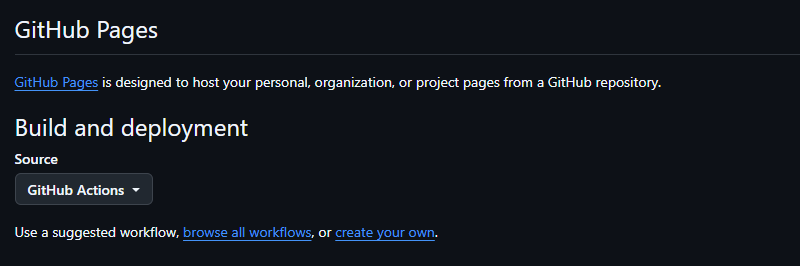 GitHub Pages
GitHub Pages is designed to host your personal, organization, or project pages from a GitHub repository.
Build and deployment
Source
GitHub Actions
Use a suggested workflow, browse all workflows, or create your own.